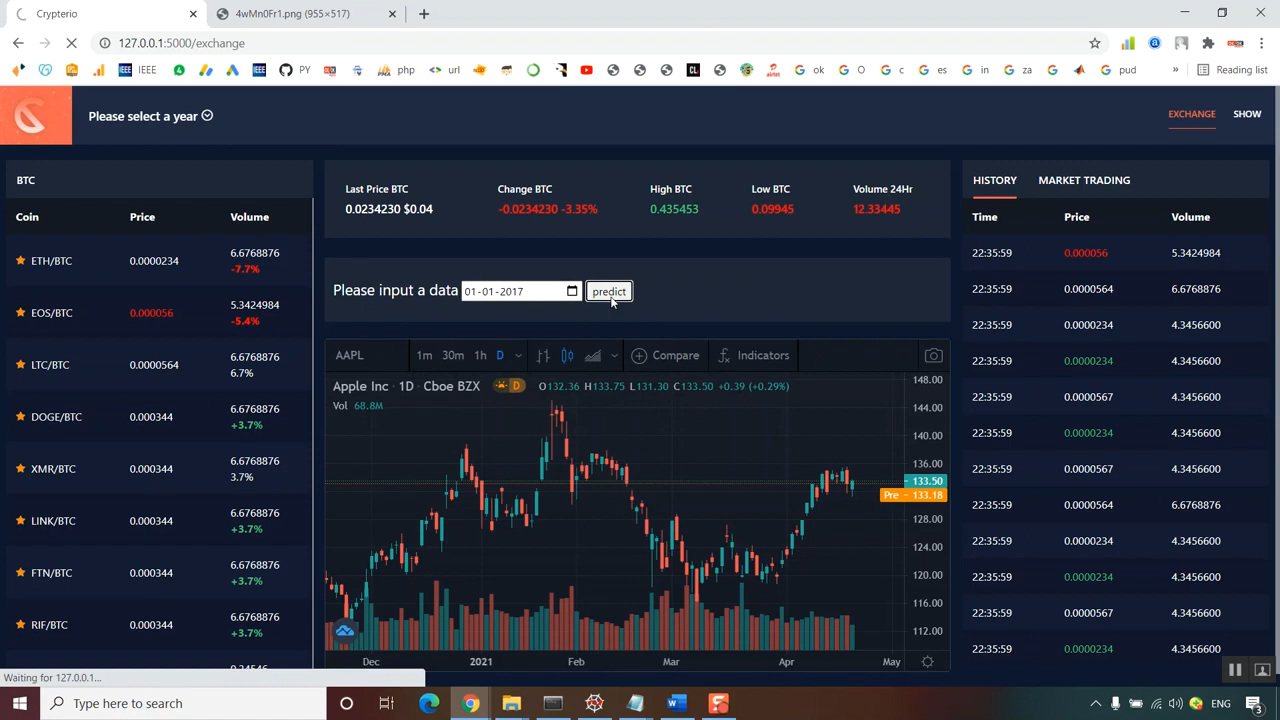 Crypterio
4wMn0Fr1.png (955×517)
127.0.0.1:5000/exchange
IEEE
PY
php
url
ok
O
c
es
in
za
pud
»
Reading list
Please select a year
EXCHANGE
SHOW
BTC
Coin Price Volume
ETH/BTC 0.0000234 6.6768876
-7.7%
EOS/BTC 0.000056 5.3424984
-5.4%
LTC/BTC 0.0000564 6.6768876
6.7%
DOGE/BTC 0.000344 6.6768876
+3.7%
XMR/BTC 0.000344 6.6768876
3.7%
LINK/BTC 0.000344 6.6768876
+3.7%
FTN/BTC 0.000344 6.6768876
+3.7%
RIF/BTC 0.000344 6.6768876
+3.7%
Last Price BTC Change BTC High BTC Low BTC Volume 24Hr
0.0234230 $0.04 -0.0234230 -3.35% 0.435453 0.09945 12.33445
Please input a data 01-01-2017 predict
AAPL 1m 30m 1h D Compare Indicators
Apple Inc · 1D · Cboe BZX D O132.36 H133.75 L131.30 C133.50 +0.39 (+0.29%)
Vol 68.8M
148.00
144.00
140.00
136.00
133.50
Pre 133.18
128.00
124.00
120.00
116.00
112.00
Dec 2021 Feb Mar Apr May
HISTORY MARKET TRADING
Time Price Volume
22:35:59 0.000056 5.3424984
22:35:59 0.0000564 6.6768876
22:35:59 0.0000234 4.3456600
22:35:59 0.0000234 4.3456600
22:35:59 0.0000567 4.3456600
22:35:59 0.0000234 4.3456600
22:35:59 0.0000567 4.3456600
22:35:59 0.0000564 6.6768876
22:35:59 0.0000234 4.3456600
22:35:59 0.0000234 4.3456600
22:35:59 0.0000567 4.3456600
22:35:59 0.0000234 4.3456600
Waiting for 127.0.0.1...
Type here to search
ENG
3